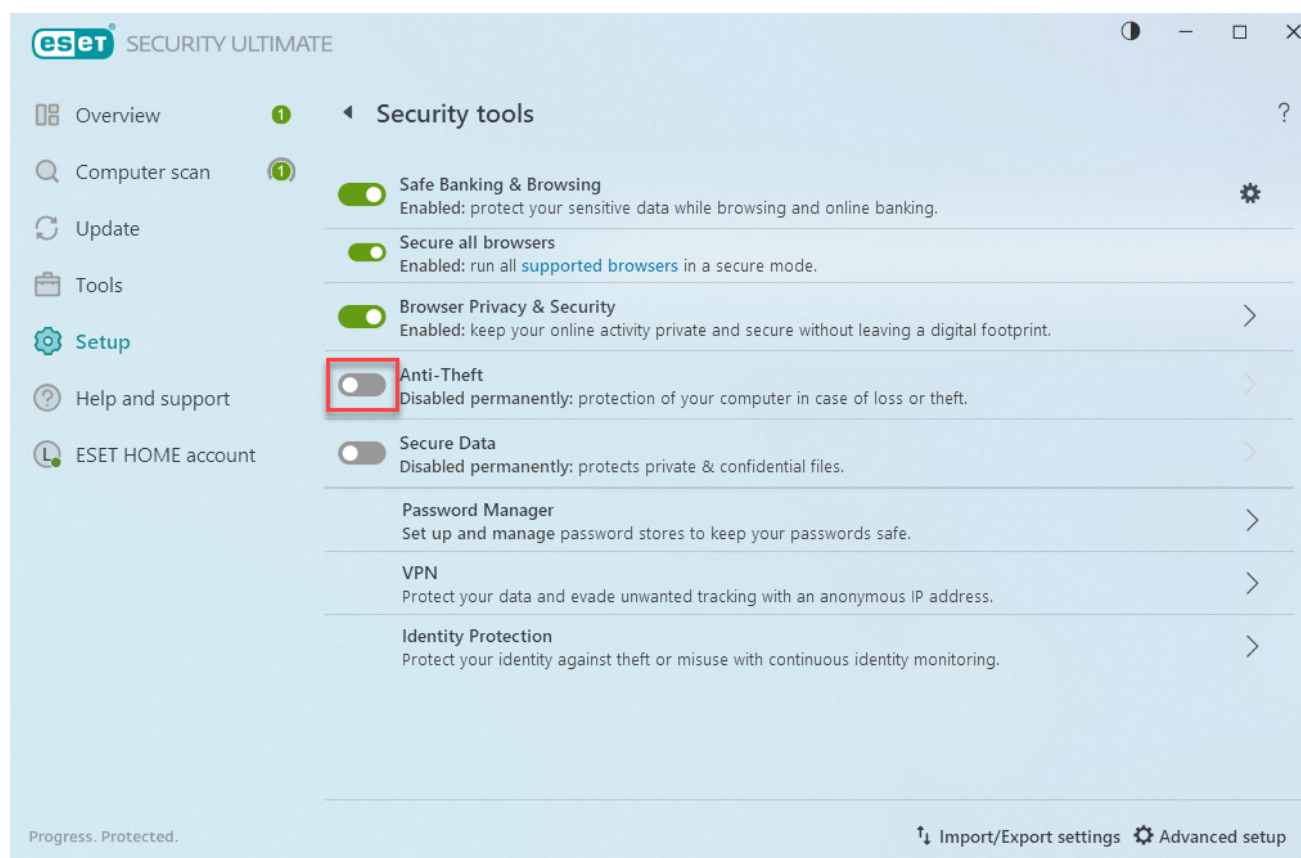 eset® SECURITY ULTIMATE
Overview
1
Computer scan
1
Update
Tools
Setup
Help and support
L
ESET HOME account
Security tools
?
Safe Banking & Browsing
Enabled: protect your sensitive data while browsing and online banking.
Secure all browsers
Enabled: run all supported browsers in a secure mode.
Browser Privacy & Security
Enabled: keep your online activity private and secure without leaving a digital footprint.
Anti-Theft
Disabled permanently: protection of your computer in case of loss or theft.
Secure Data
Disabled permanently: protects private & confidential files.
Password Manager
Set up and manage password stores to keep your passwords safe.
VPN
Protect your data and evade unwanted tracking with an anonymous IP address.
Identity Protection
Protect your identity against theft or misuse with continuous identity monitoring.
Progress. Protected.
Import/Export settings
Advanced setup